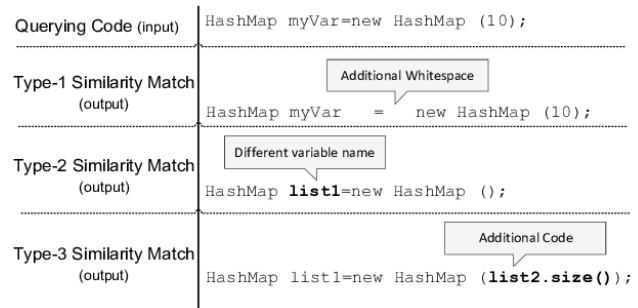 Querying Code (input)
HashMap myVar=new HashMap (10);
Type-1 Similarity Match
(output)
Additional Whitespace
HashMap myVar   =   new HashMap (10);
Type-2 Similarity Match
(output)
Different variable name
HashMap list1=new HashMap ();
Type-3 Similarity Match
(output)
Additional Code
HashMap list1=new HashMap (list2.size());